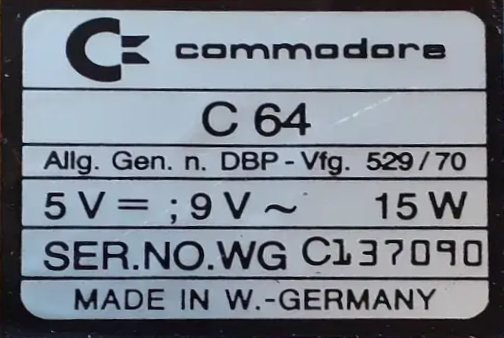 commodore
C 64
Allg. Gen. n. DBP - Vfg. 529/70
5 V = ; 9 V ~ 15 W
SER.NO.WG C137090
MADE IN W.-GERMANY